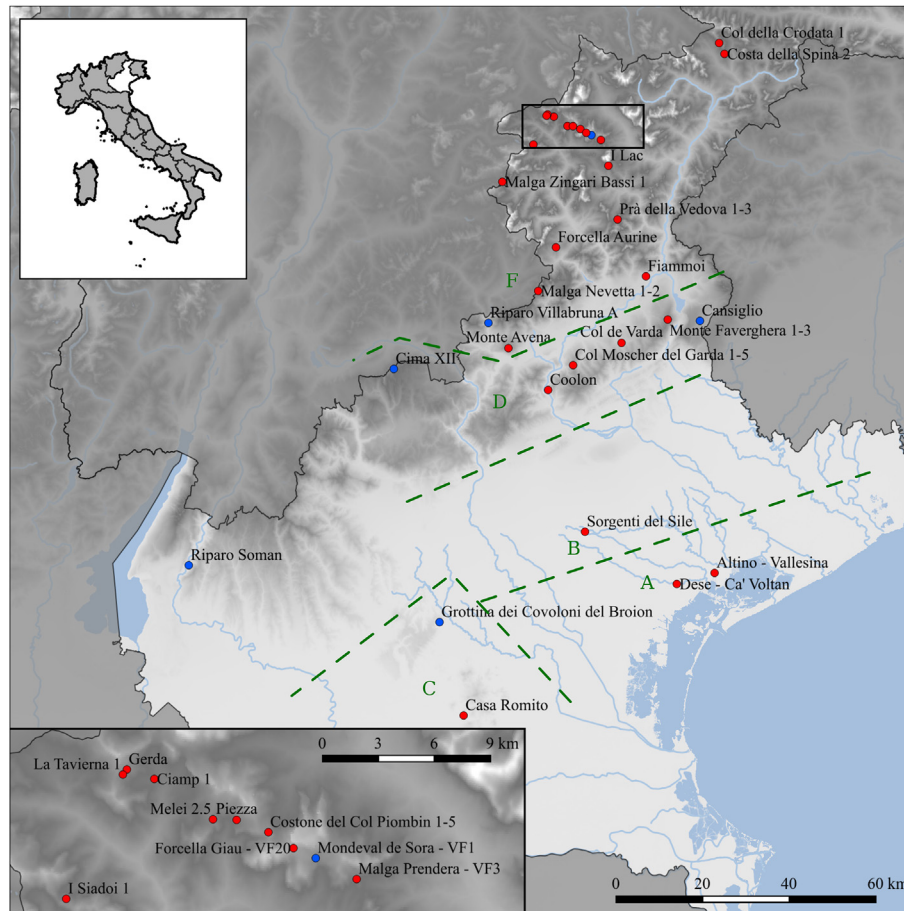 Col della Crodata 1
Costa della Spina 2
I Lac
Malga Zingari Bassi 1
Prà della Vedova 1-3
Forcella Aurine
F
Fiammoi
Malga Nevetta 1-2
Riparo Villabruna A
Cansiglio
Monte Avena
Col de Varda
Monte Faverghera 1-3
Cima XII
Col Moscher del Garda 1-5
Coolon
D
Sorgenti del Sile
B
Riparo Soman
Altino - Vallesina
A
Dese - Ca' Voltan
Grottina dei Covoloni del Broion
C
Casa Romito
0 3 6 9 km
La Tavierna 1
Gerda
Ciamp 1
Melei 2.5 Piezza
Costone del Col Piombin 1-5
Forcella Giau - VF20
Mondeval de Sora - VF1
Malga Prendera - VF3
I Siadoi 1
0 20 40 60 km